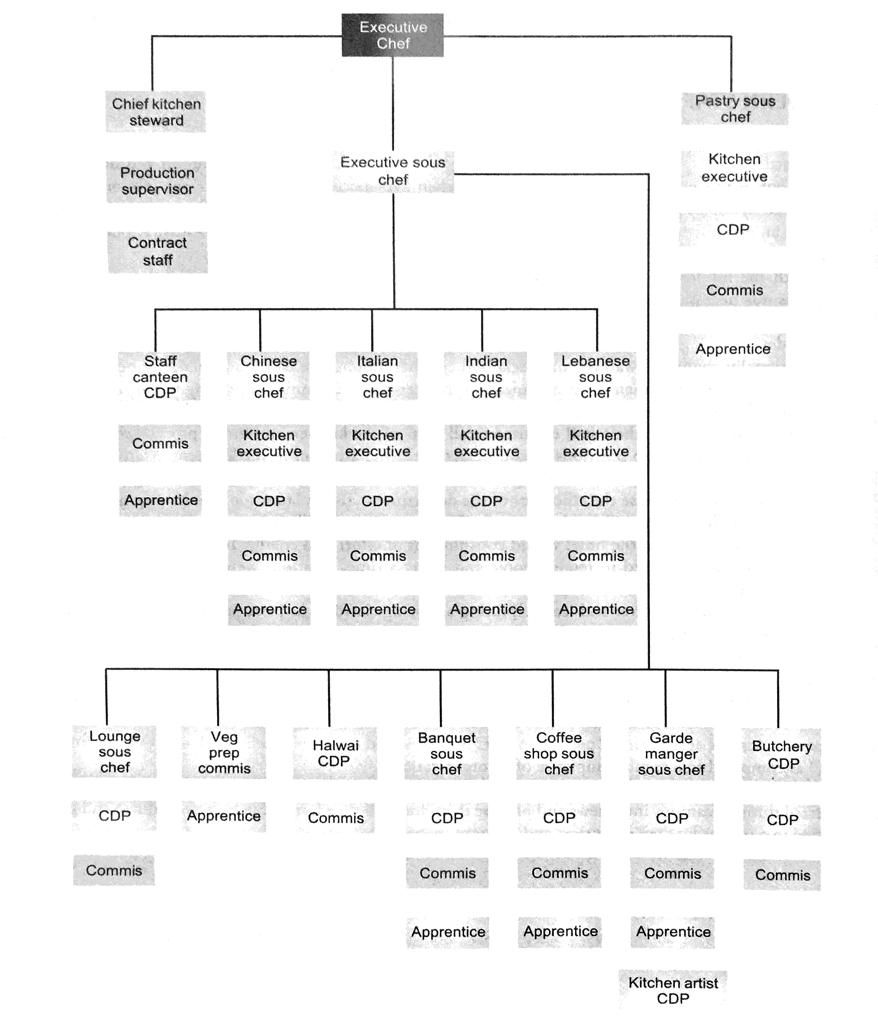 Executive
Chef
Chief kitchen
steward
Production
supervisor
Contract
staff
Executive sous
chef
Pastry sous
chef
Kitchen
executive
CDP
Commis
Apprentice
Staff
canteen
CDP
Commis
Apprentice
Chinese
sous
chef
Kitchen
executive
CDP
Commis
Apprentice
Italian
sous
chef
Kitchen
executive
CDP
Commis
Apprentice
Indian
sous
chef
Kitchen
executive
CDP
Commis
Apprentice
Lebanese
sous
chef
Kitchen
executive
CDP
Commis
Apprentice
Lounge
sous
chef
CDP
Commis
Veg
prep
commis
Apprentice
Halwai
CDP
Commis
Banquet
sous
chef
CDP
Commis
Apprentice
Coffee
shop sous
chef
CDP
Commis
Apprentice
Garde
manger
sous chef
CDP
Commis
Apprentice
Kitchen artist
CDP
Butchery
CDP
CDP
Commis